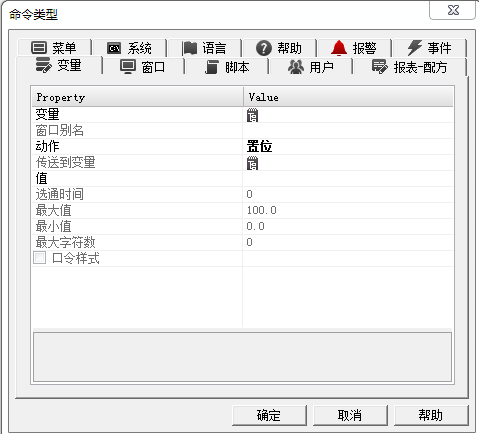 命令类型
菜单 系统 语言 帮助 报警 事件
变量 窗口 脚本 用户 报表-配方
Property Value
变量
窗口别名
动作 置位
传送到变量
值
选通时间 0
最大值 100.0
最小值 0.0
最大字符数 0
口令样式
确定 取消 帮助